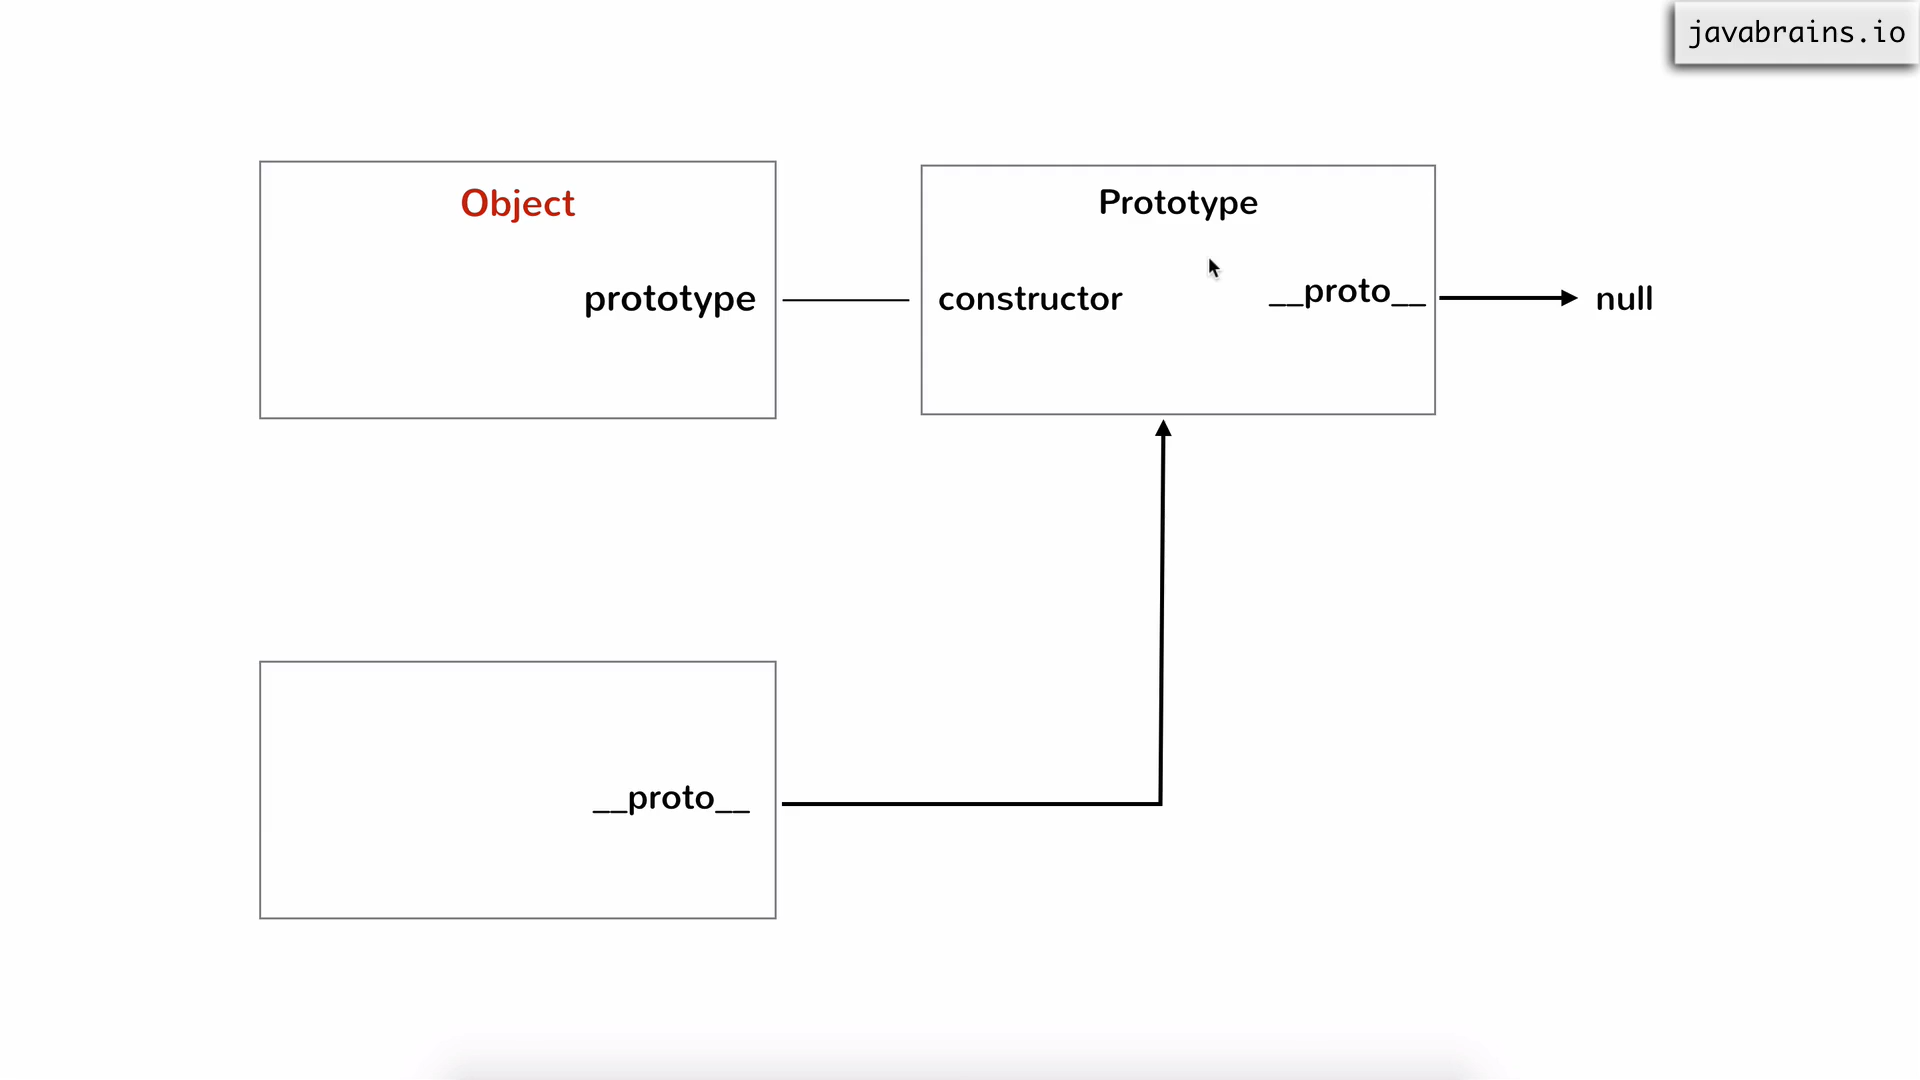 javabrains.io
Object
Prototype
prototype
constructor
__proto__
null
__proto__